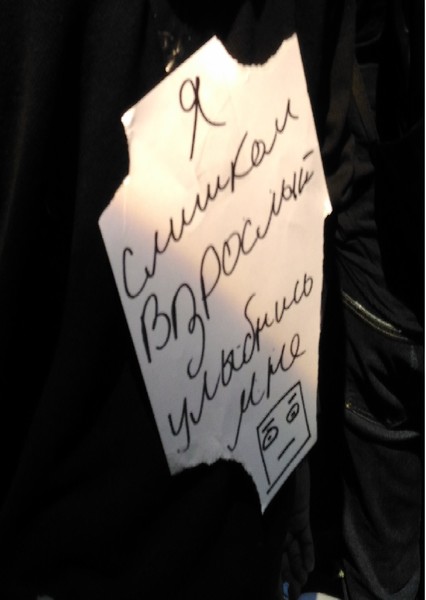 Я
слишком
взрослый
улыбнись
мне